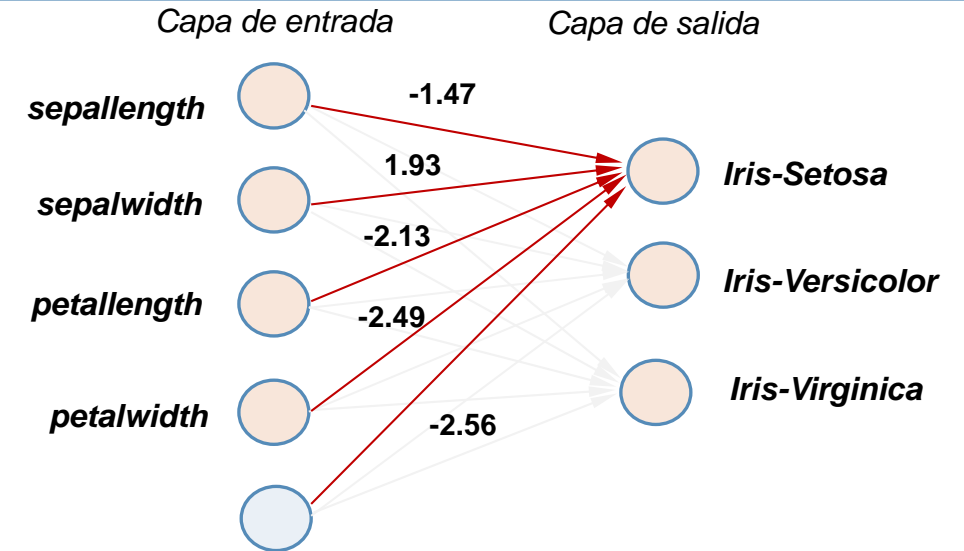 Capa de entrada
Capa de salida
sepallength
-1.47
sepalwidth
1.93
Iris-Setosa
petallength
-2.13
Iris-Versicolor
-2.49
petalwidth
Iris-Virginica
-2.56